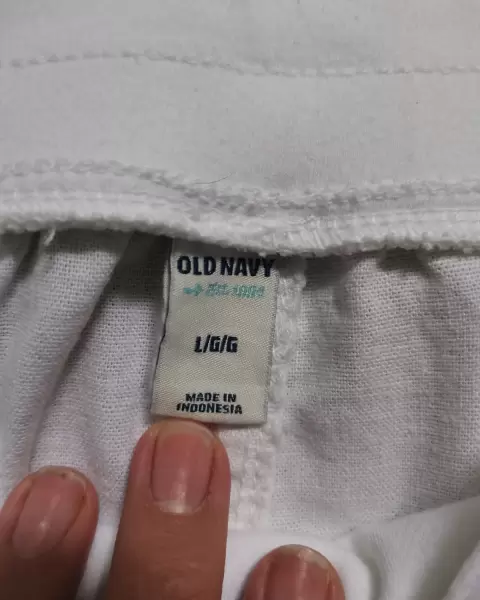 OLD NAVY
Est. 1994
L/G/G
MADE IN
INDONESIA